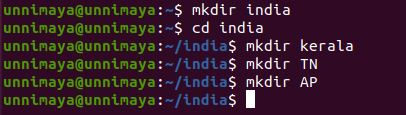 unnimaya@unnimaya:~$ mkdir india
unnimaya@unnimaya:~$ cd india
unnimaya@unnimaya:~/india$ mkdir kerala
unnimaya@unnimaya:~/india$ mkdir TN
unnimaya@unnimaya:~/india$ mkdir AP
unnimaya@unnimaya:~/india$